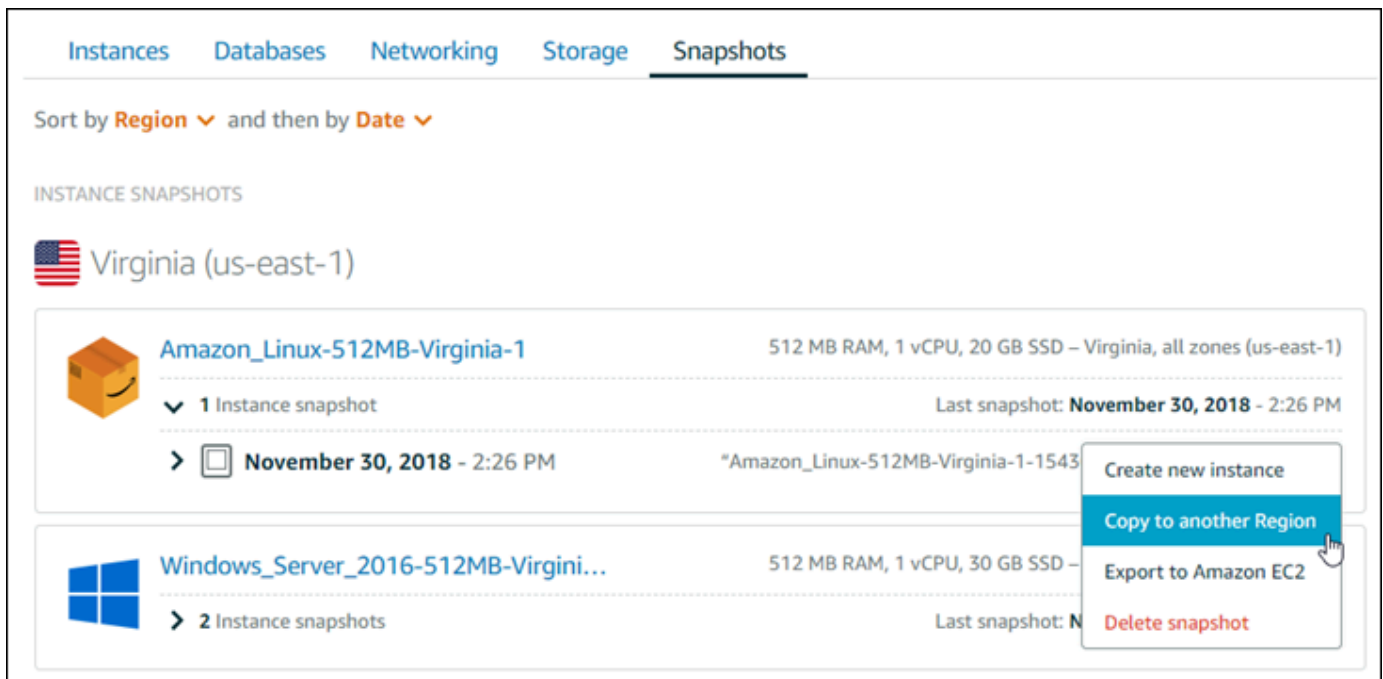 Instances Databases Networking Storage Snapshots
Sort by Region and then by Date
INSTANCE SNAPSHOTS
Virginia (us-east-1)
Amazon_Linux-512MB-Virginia-1 512 MB RAM, 1 vCPU, 20 GB SSD – Virginia, all zones (us-east-1)
1 Instance snapshot Last snapshot: November 30, 2018 - 2:26 PM
November 30, 2018 - 2:26 PM "Amazon_Linux-512MB-Virginia-1-1543
Create new instance
Copy to another Region
Export to Amazon EC2
Delete snapshot
Windows_Server_2016-512MB-Virgini... 512 MB RAM, 1 vCPU, 30 GB SSD –
2 Instance snapshots Last snapshot: N